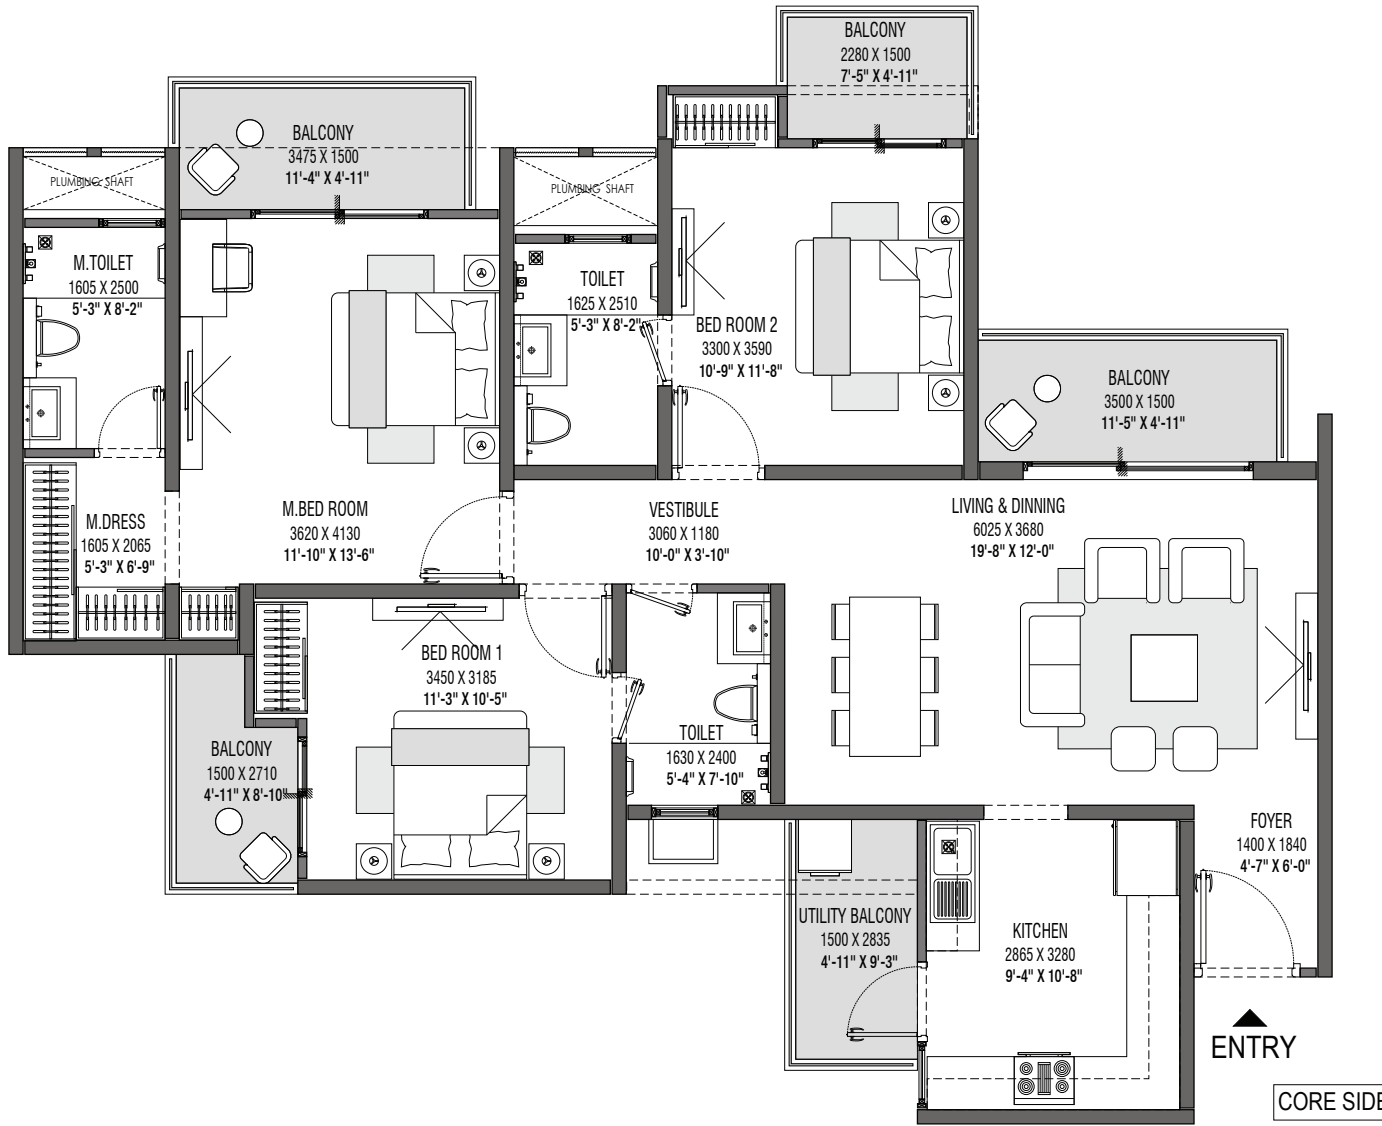 BALCONY
2280 X 1500
7'-5" X 4'-11"
BALCONY
3475 X 1500
11'-4" X 4'-11"
PLUMBING SHAFT
PLUMBING SHAFT
M.TOILET
1605 X 2500
5'-3" X 8'-2"
TOILET
1625 X 2510
5'-3" X 8'-2"
BED ROOM 2
3300 X 3590
10'-9" X 11'-8"
BALCONY
3500 X 1500
11'-5" X 4'-11"
M.DRESS
1605 X 2065
5'-3" X 6'-9"
M.BED ROOM
3620 X 4130
11'-10" X 13'-6"
VESTIBULE
3060 X 1180
10'-0" X 3'-10"
LIVING & DINNING
6025 X 3680
19'-8" X 12'-0"
BED ROOM 1
3450 X 3185
11'-3" X 10'-5"
BALCONY
1500 X 2710
4'-11" X 8'-10"
TOILET
1630 X 2400
5'-4" X 7'-10"
FOYER
1400 X 1840
4'-7" X 6'-0"
UTILITY BALCONY
1500 X 2835
4'-11" X 9'-3"
KITCHEN
2865 X 3280
9'-4" X 10'-8"
ENTRY
CORE SIDE